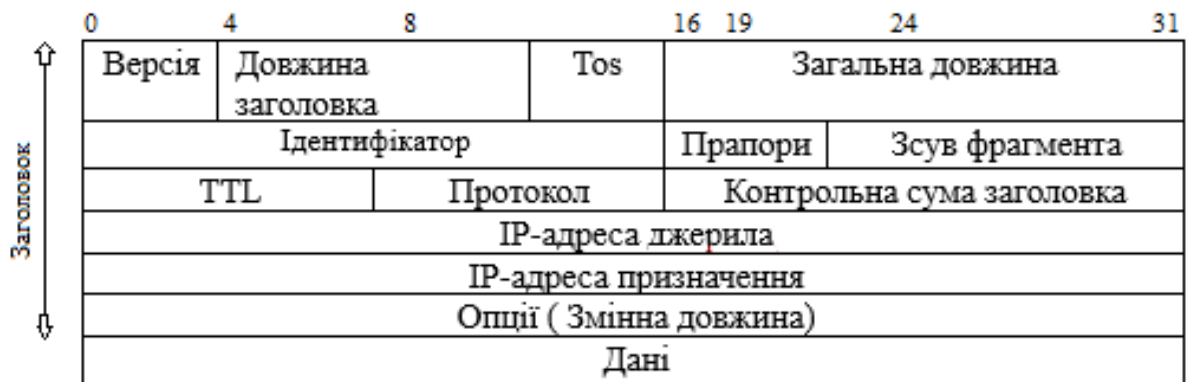 0 4 8 16 19 24 31
Версія Довжина Tos Загальна довжина
заголовка
Ідентифікатор Прапори Зсув фрагмента
TTL Протокол Контрольна сума заголовка
Заголовок
IP-адреса джерила
IP-адреса призначення
Опції ( Змінна довжина)
Дані